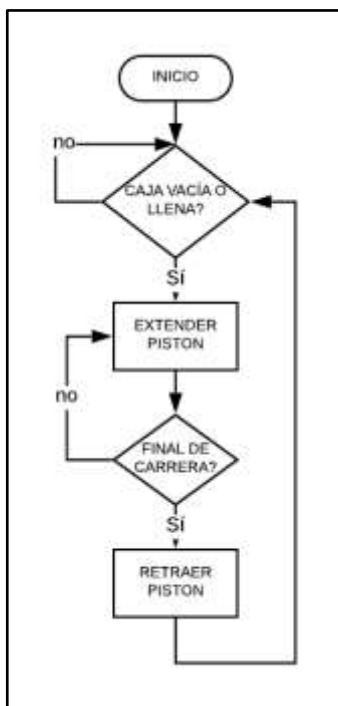 INICIO
no
CAJA VACÍA O
LLENA?
Sí
EXTENDER
PISTON
no
FINAL DE
CARRERA?
Sí
RETRAER
PISTON